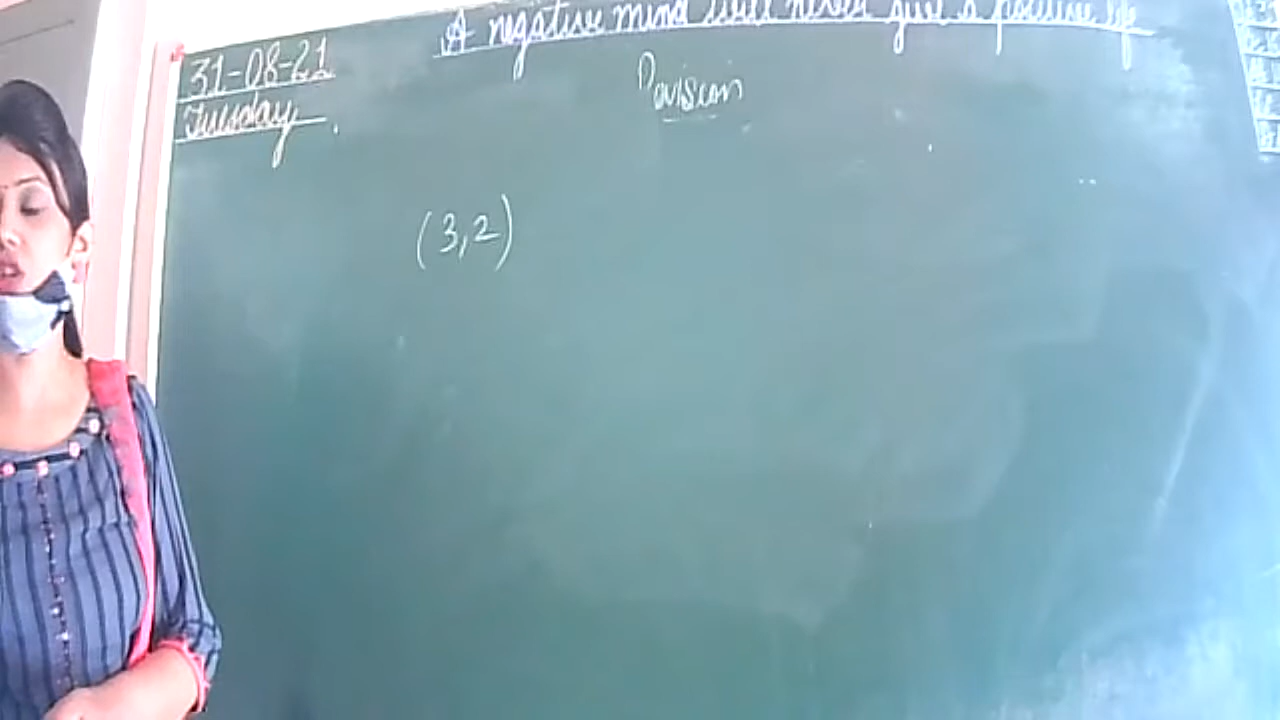 A negative mind will never give a positive life
31-08-21
Tuesday
Division
(3,2)